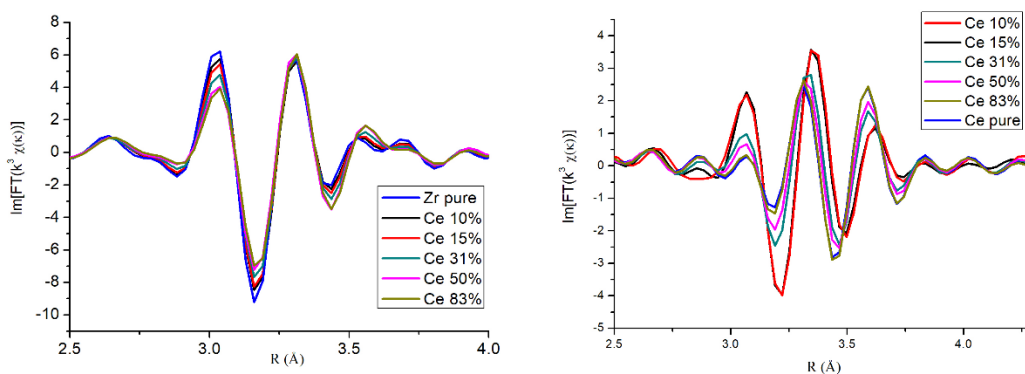 8
6
4
2
0
-2
-4
-6
-8
-10
Im[FT(k³ χ(κ))]
2.5 3.0 3.5 4.0
R (Å)
Zr pure
Ce 10%
Ce 15%
Ce 31%
Ce 50%
Ce 83%
4
3
2
1
0
-1
-2
-3
-4
-5
Im[FT(k³ χ(κ))]
2.5 3.0 3.5 4.0
R (Å)
Ce 10%
Ce 15%
Ce 31%
Ce 50%
Ce 83%
Ce pure